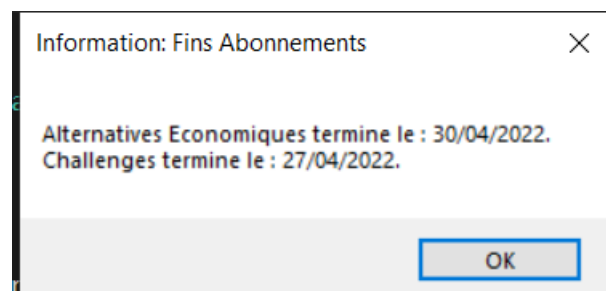 Information: Fins Abonnements
Alternatives Economiques termine le : 30/04/2022.
Challenges termine le : 27/04/2022.
OK